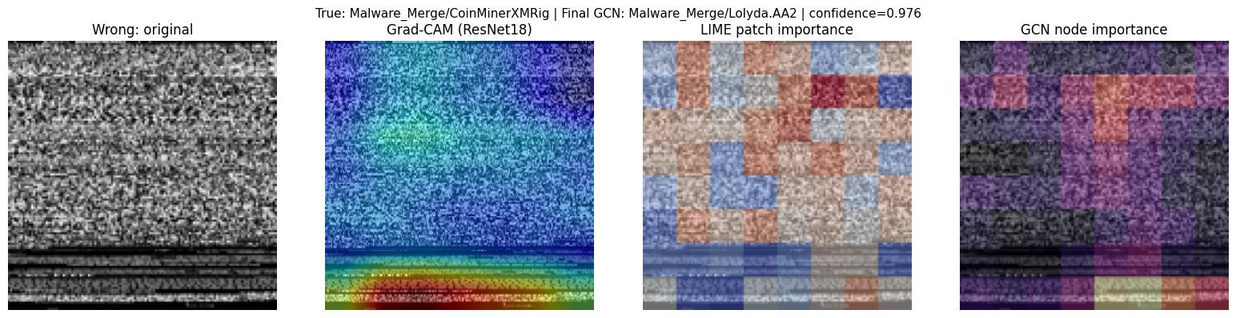 True: Malware_Merge/CoinMinerXMRig | Final GCN: Malware_Merge/Lolyda.AA2 | confidence=0.976
Wrong: original
Grad-CAM (ResNet18)
LIME patch importance
GCN node importance